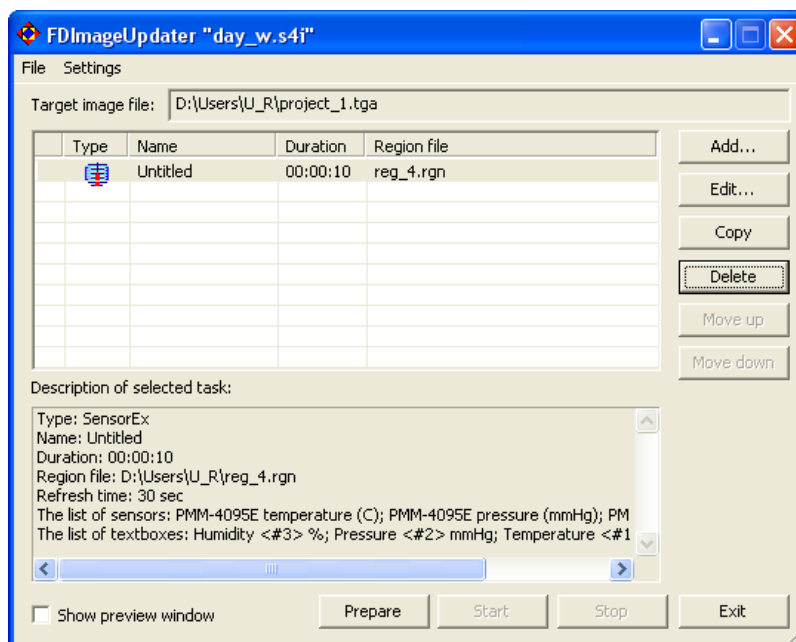 FDImageUpdater "day_w.s4i"
File Settings
Target image file: D:\Users\U_R\project_1.tga
Type Name Duration Region file
Untitled 00:00:10 reg_4.rgn
Add...
Edit...
Copy
Delete
Move up
Move down
Description of selected task:
Type: SensorEx
Name: Untitled
Duration: 00:00:10
Region file: D:\Users\U_R\reg_4.rgn
Refresh time: 30 sec
The list of sensors: PMM-4095E temperature (C); PMM-4095E pressure (mmHg); PM
The list of textboxes: Humidity <#3> %; Pressure <#2> mmHg; Temperature <#1
Show preview window
Prepare
Start
Stop
Exit